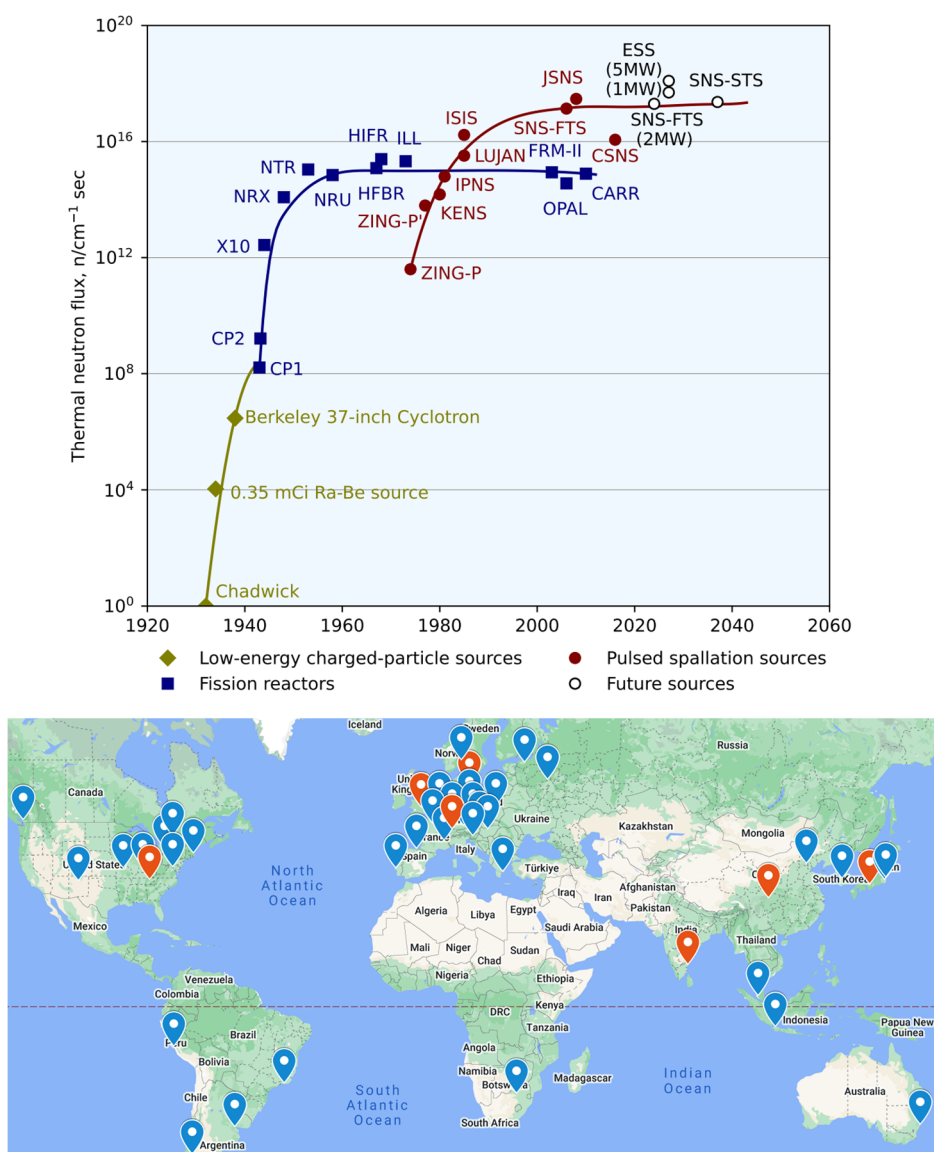 10^20
ESS
(5MW)
(1MW)
SNS-STS
JSNS
SNS-FTS
SNS-FTS
(2MW)
10^16
ISIS
HIFR
ILL
LUJAN
FRM-II
CSNS
NTR
NRX
NRU
HFBR
IPNS
KENS
ZING-P'
OPAL
CARR
X10
10^12
ZING-P
CP2
CP1
10^8
Berkeley 37-inch Cyclotron
10^4
0.35 mCi Ra-Be source
Chadwick
10^0
Thermal neutron flux, n/cm^−1 sec
1920 1940 1960 1980 2000 2020 2040 2060
Low-energy charged-particle sources
Pulsed spallation sources
Fission reactors
Future sources
Iceland
Sweden
Norw
Russia
Canada
Un
King
Ukraine
Kazakhstan
Mongolia
United States
Spain
Italy
Türkiye
South Kore
North
Atlantic
Ocean
Mexico
Algeria
Libya
Egypt
Iraq
Iran
Afghanistan
Pakistan
Saudi Arabia
India
Thailand
Mali
Niger
Chad
Sudan
Nigeria
Ethiopia
Venezuela
Colombia
Kenya
DRC
Tanzania
Indonesia
Papua New
Guinea
Peru
Brazil
Bolivia
Angola
Namibia
Botswa
Madagascar
Indian
Ocean
Australia
Chile
South
Atlantic
Ocean
South Africa
Argentina